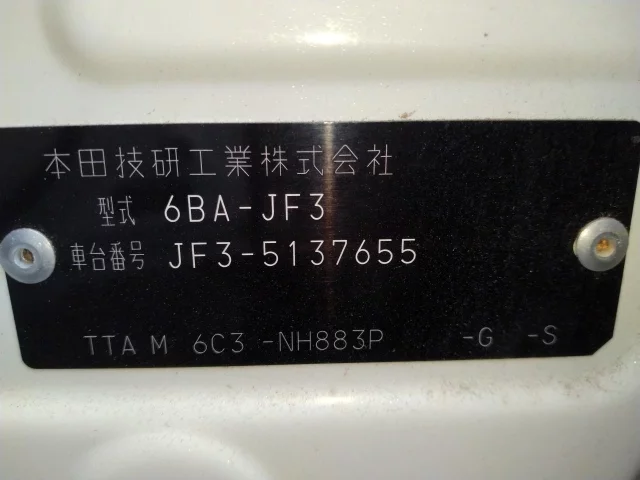 本田技研工業株式会社
型式 6BA-JF3
車台番号 JF3-5137655
TTA M 6C3 -NH883P -G -S